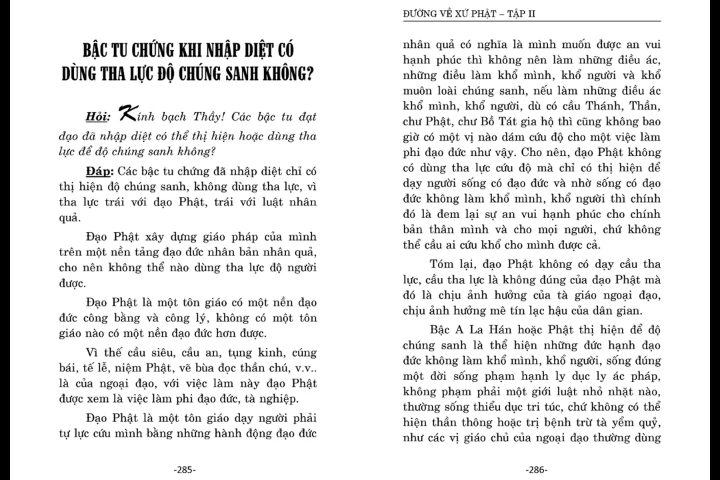 BẬC TU CHỨNG KHI NHẬP DIỆT CÓ
DÙNG THA LỰC ĐỘ CHÚNG SANH KHÔNG?
Hỏi: Kính bạch Thầy! Các bậc tu đạt
đạo đã nhập diệt có thể thị hiện hoặc dùng tha
lực để độ chúng sanh không?
Đáp: Các bậc tu chứng đã nhập diệt chỉ có
thị hiện độ chúng sanh, không dùng tha lực, vì
tha lực trái với đạo Phật, trái với luật nhân
quả.
Đạo Phật xây dựng giáo pháp của mình
trên một nền tảng đạo đức nhân bản nhân quả,
cho nên không thể nào dùng tha lực độ người
được.
Đạo Phật là một tôn giáo có một nền đạo
đức công bằng và công lý, không có một tôn
giáo nào có một nền đạo đức hơn được.
Vì thế cầu siêu, cầu an, tụng kinh, cúng
bái, tế lễ, niệm Phật, vẽ bùa đọc thần chú, v.v..
là của ngoại đạo, với việc làm này đạo Phật
được xem là việc làm phi đạo đức, tà nghiệp.
Đạo Phật là một tôn giáo dạy người phải
tự lực cứu mình bằng những hành động đạo đức
-285-
ĐƯỜNG VỀ XỨ PHẬT – TẬP II
nhân quả có nghĩa là mình muốn được an vui
hạnh phúc thì không nên làm những điều ác,
những điều làm khổ mình, khổ người và khổ
muôn loài chúng sanh, nếu làm những điều ác
khổ mình, khổ người, dù có cầu Thánh, Thần,
chư Phật, chư Bồ Tát gia hộ thì cũng không bao
giờ có một vị nào dám cứu độ cho một việc làm
phi đạo đức như vậy. Cho nên, đạo Phật không
có dùng tha lực cứu độ mà chỉ có thị hiện để
dạy người sống có đạo đức và nhờ sống có đạo
đức không làm khổ mình, khổ người thì chính
đó là đem lại sự an vui hạnh phúc cho chính
bản thân mình và cho mọi người, chứ không
thể cầu ai cứu khổ cho mình được cả.
Tóm lại, đạo Phật không có dạy cầu tha
lực, cầu tha lực là không đúng của đạo Phật mà
đó là chịu ảnh hưởng của tà giáo ngoại đạo,
chịu ảnh hưởng mê tín lạc hậu của dân gian.
Bậc A La Hán hoặc Phật thị hiện để độ
chúng sanh là thể hiện những đức hạnh đạo
đức không làm khổ mình, khổ người, sống đúng
một đời sống phạm hạnh ly dục ly ác pháp,
không phạm phải một giới luật nhỏ nhặt nào,
thường sống thiểu dục tri túc, chứ không có thể
hiện thần thông hoặc trị bệnh trừ tà yểm quỷ,
như các vị giáo chủ của ngoại đạo thường dùng
-286-